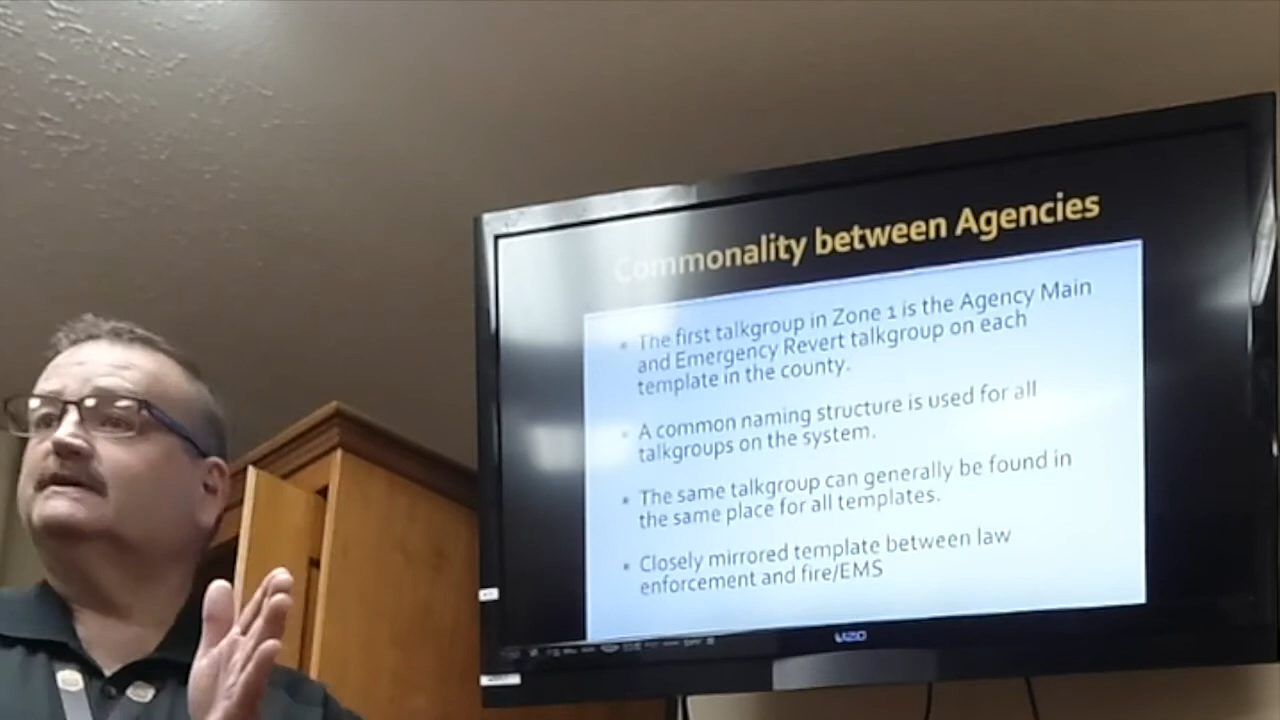 Commonality between Agencies
• The first talkgroup in Zone 1 is the Agency Main
and Emergency Revert talkgroup on each
template in the county.
• A common naming structure is used for all
talkgroups on the system.
• The same talkgroup can generally be found in
the same place for all templates.
• Closely mirrored template between law
enforcement and fire/EMS
VIZIO